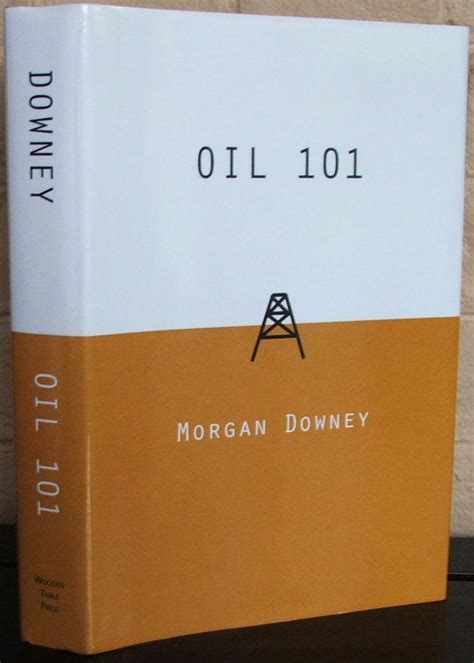 DOWNEY
OIL 101
WOODEN
TABLE
PRESS
OIL 101
MORGAN DOWNEY